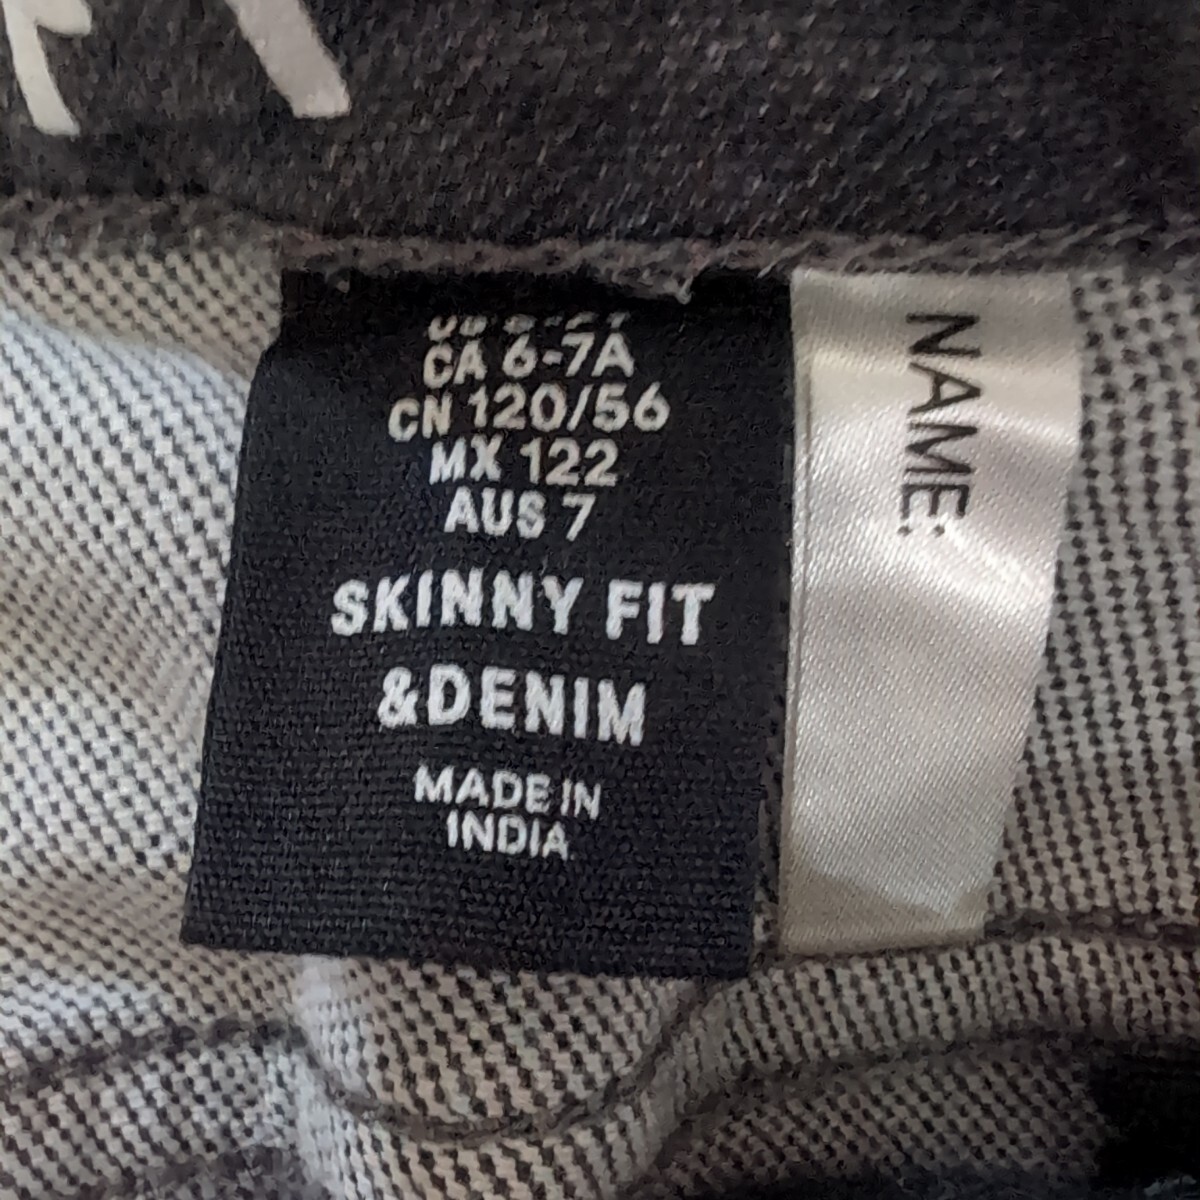 CA 6-7A
CN 120/56
MX 122
AUS 7
SKINNY FIT
&DENIM
MADE IN
INDIA
NAME: